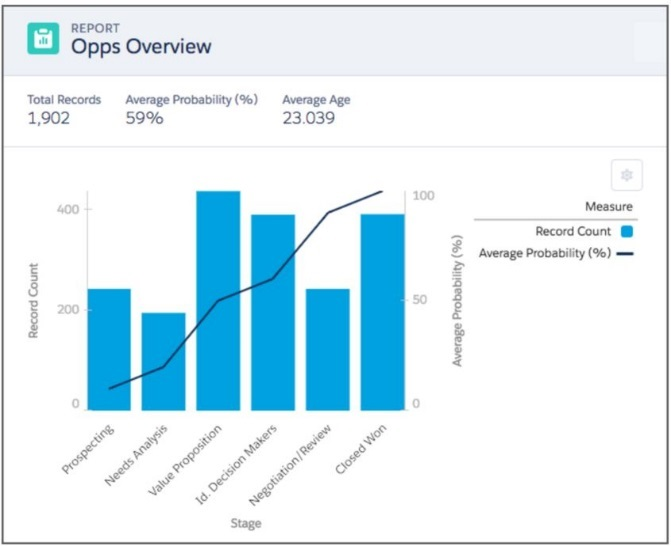 REPORT
Opps Overview
Total Records Average Probability (%) Average Age
1,902 59% 23.039
Measure
Record Count
Average Probability (%)
400
200
0
Record Count
100
50
0
Average Probability (%)
Prospecting
Needs Analysis
Value Proposition
Id. Decision Makers
Negotiation/Review
Closed Won
Stage